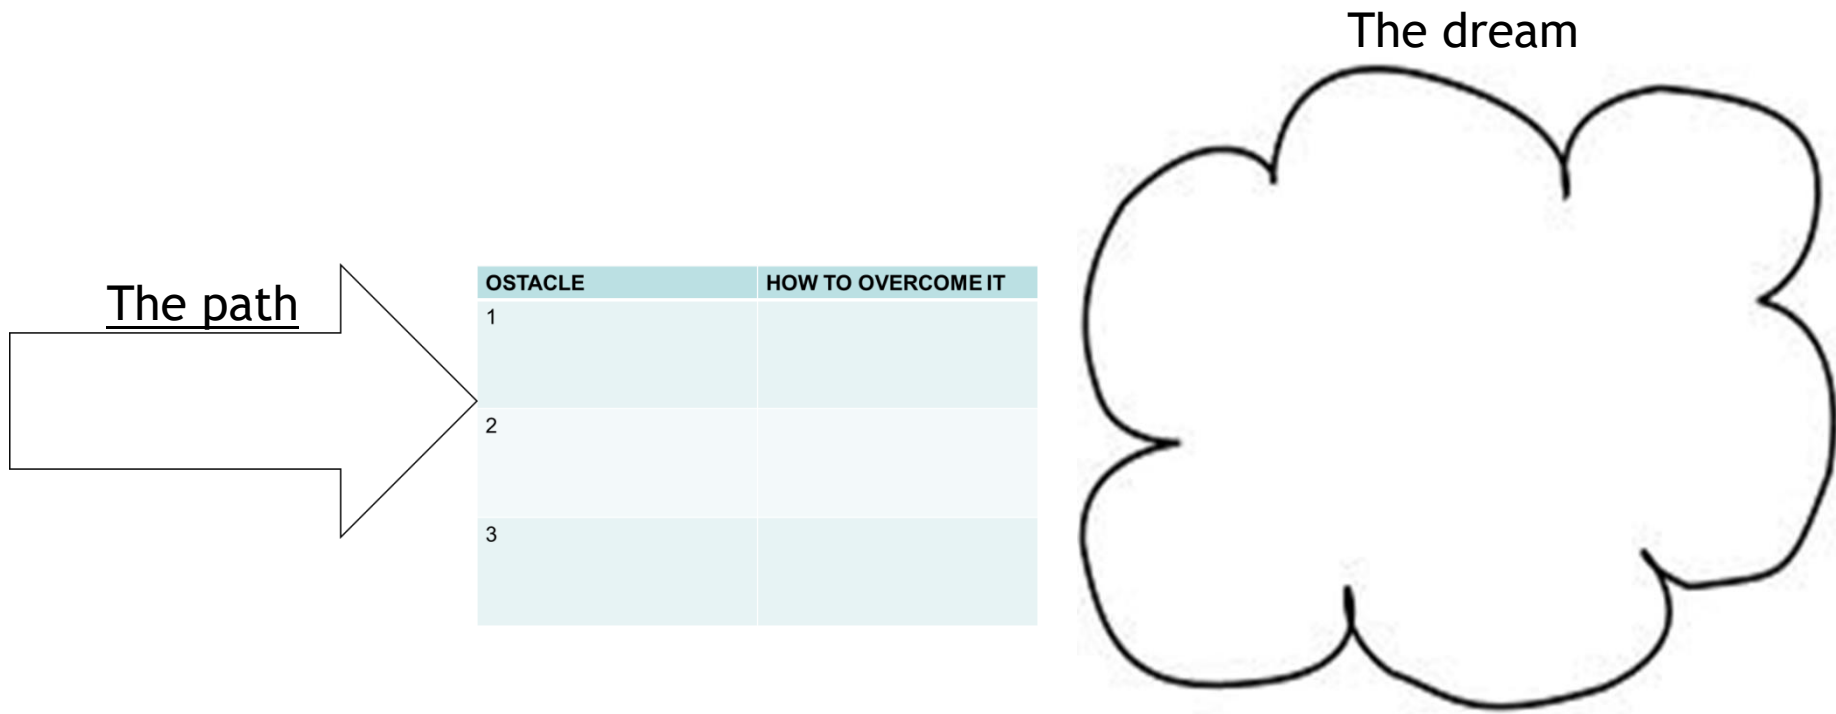 The dream
The path
OSTACLE HOW TO OVERCOME IT
1
2
3